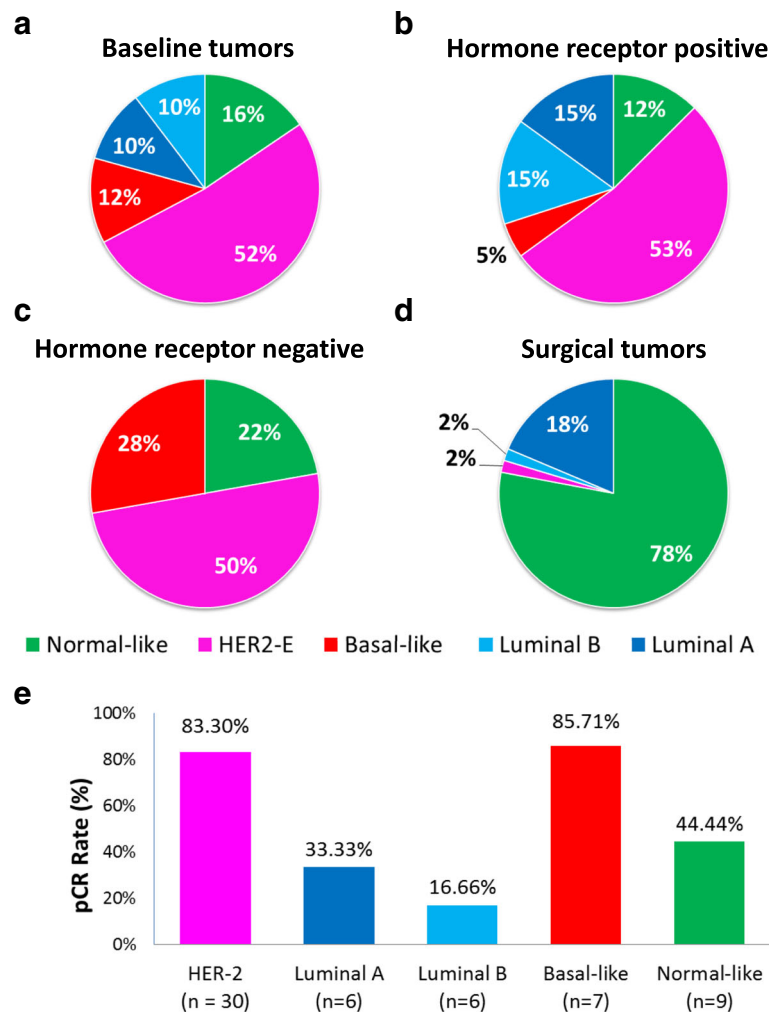 a
Baseline tumors
10%
16%
10%
12%
52%
b
Hormone receptor positive
15%
12%
15%
5%
53%
c
Hormone receptor negative
28%
22%
50%
d
Surgical tumors
2%
18%
2%
78%
Normal-like HER2-E Basal-like Luminal B Luminal A
e
pCR Rate (%)
100%
80%
60%
40%
20%
0%
83.30%
33.33%
16.66%
85.71%
44.44%
HER-2 Luminal A Luminal B Basal-like Normal-like
(n = 30) (n=6) (n=6) (n=7) (n=9)